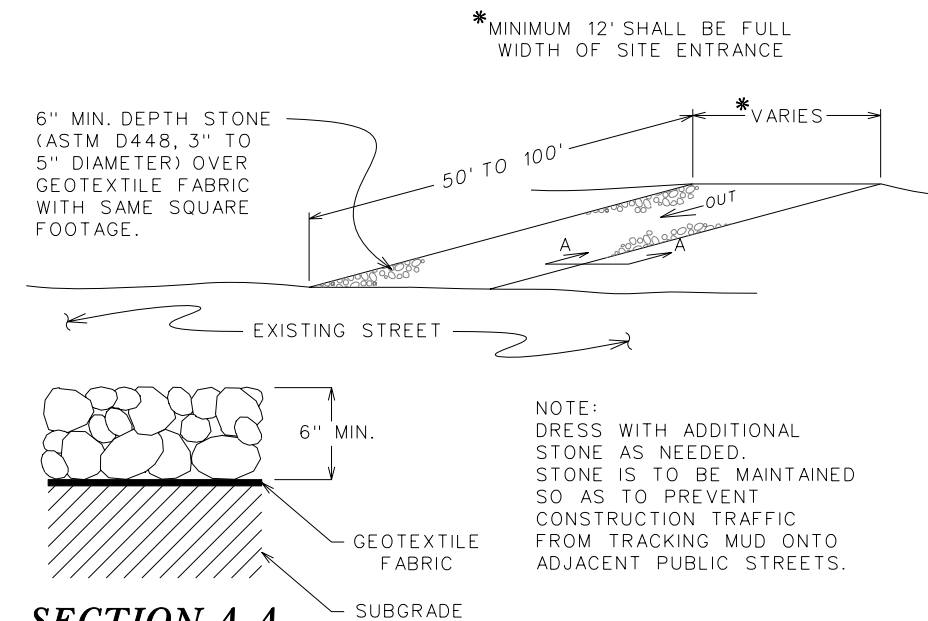 *MINIMUM 12' SHALL BE FULL
WIDTH OF SITE ENTRANCE
6" MIN. DEPTH STONE
(ASTM D448, 3" TO
5" DIAMETER) OVER
GEOTEXTILE FABRIC
WITH SAME SQUARE
FOOTAGE.
50' TO 100'
*VARIES
OUT
A
A
EXISTING STREET
6" MIN.
NOTE:
DRESS WITH ADDITIONAL
STONE AS NEEDED.
STONE IS TO BE MAINTAINED
SO AS TO PREVENT
CONSTRUCTION TRAFFIC
FROM TRACKING MUD ONTO
ADJACENT PUBLIC STREETS.
GEOTEXTILE
FABRIC
SUBGRADE
SECTION A-A